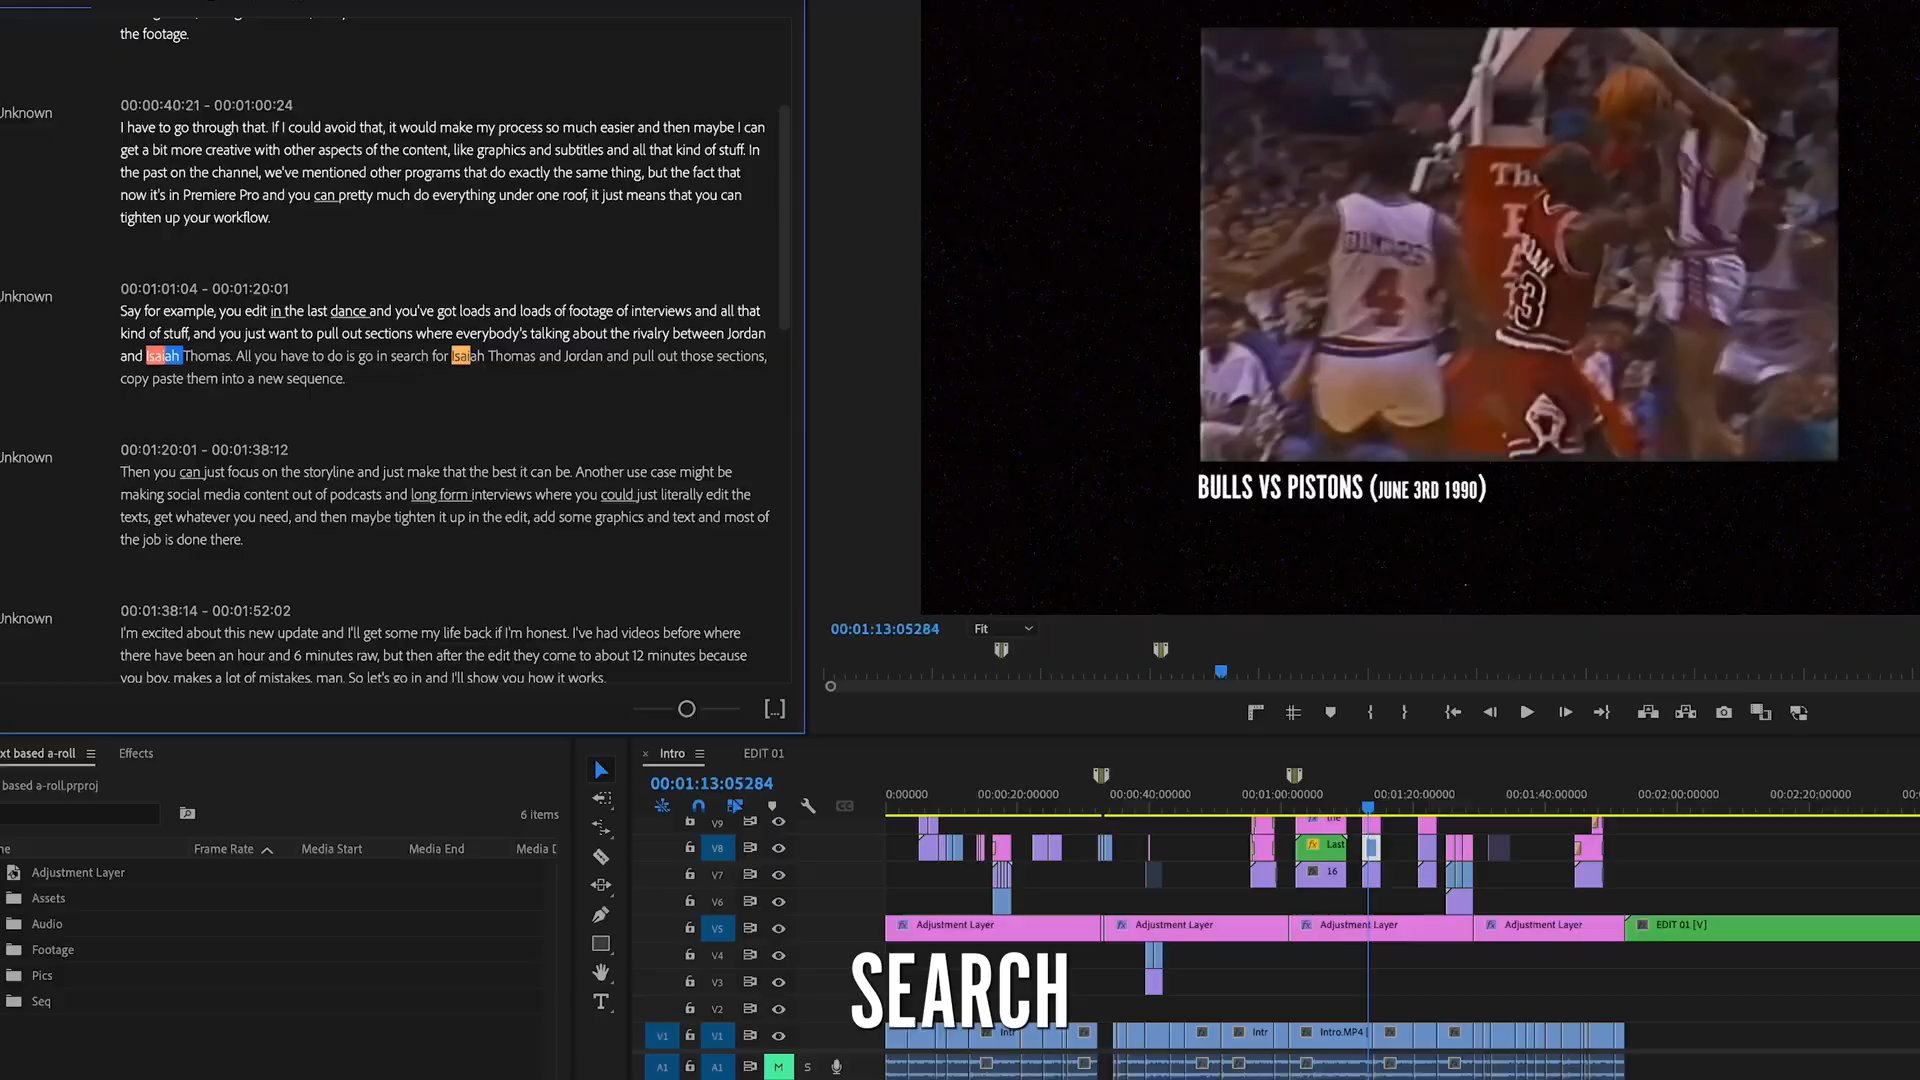 the footage.
Unknown
00:00:40:21 - 00:01:00:24
I have to go through that. If I could avoid that, it would make my process so much easier and then maybe I can
get a bit more creative with other aspects of the content, like graphics and subtitles and all that kind of stuff. In
the past on the channel, we've mentioned other programs that do exactly the same thing, but the fact that
now it's in Premiere Pro and you can pretty much do everything under one roof, it just means that you can
tighten up your workflow.
Unknown
00:01:01:04 - 00:01:20:01
Say for example, you edit in the last dance and you've got loads and loads of footage of interviews and all that
kind of stuff, and you just want to pull out sections where everybody's talking about the rivalry between Jordan
and Isaiah Thomas. All you have to do is go in search for Isaiah Thomas and Jordan and pull out those sections,
copy paste them into a new sequence.
Unknown
00:01:20:01 - 00:01:38:12
Then you can just focus on the storyline and just make that the best it can be. Another use case might be
making social media content out of podcasts and long form interviews where you could just literally edit the
texts, get whatever you need, and then maybe tighten it up in the edit, add some graphics and text and most of
the job is done there.
Unknown
00:01:38:14 - 00:01:52:02
I'm excited about this new update and I'll get some my life back if I'm honest. I've had videos before where
there have been an hour and 6 minutes raw, but then after the edit they come to about 12 minutes because
you boy, makes a lot of mistakes, man. So let's go in and I'll show you how it works.
[...]
4
13
BULLS VS PISTONS (JUNE 3RD 1990)
00:01:13:05284
Fit
xt based a-roll
Effects
based a-roll.prproj
6 items
Frame Rate
Media Start
Media End
Media D
Adjustment Layer
Assets
Audio
Footage
Pics
Seq
Intro
EDIT 01
00:01:13:05284
0:00000
00:00:20:00000
00:00:40:00000
00:01:00:00000
00:01:20:00000
00:01:40:00000
00:02:00:00000
00:02:20:00000
00:0
V9
the
V8
fx Last
V7
16
V6
V5
fx Adjustment Layer
fx Adjustment Layer
fx Adjustment Layer
fx Adjustment Layer
EDIT 01 [V]
V4
V3
V2
V1
V1
Intr
Intr
Intro.MP4
A1
A1
M
S
SEARCH